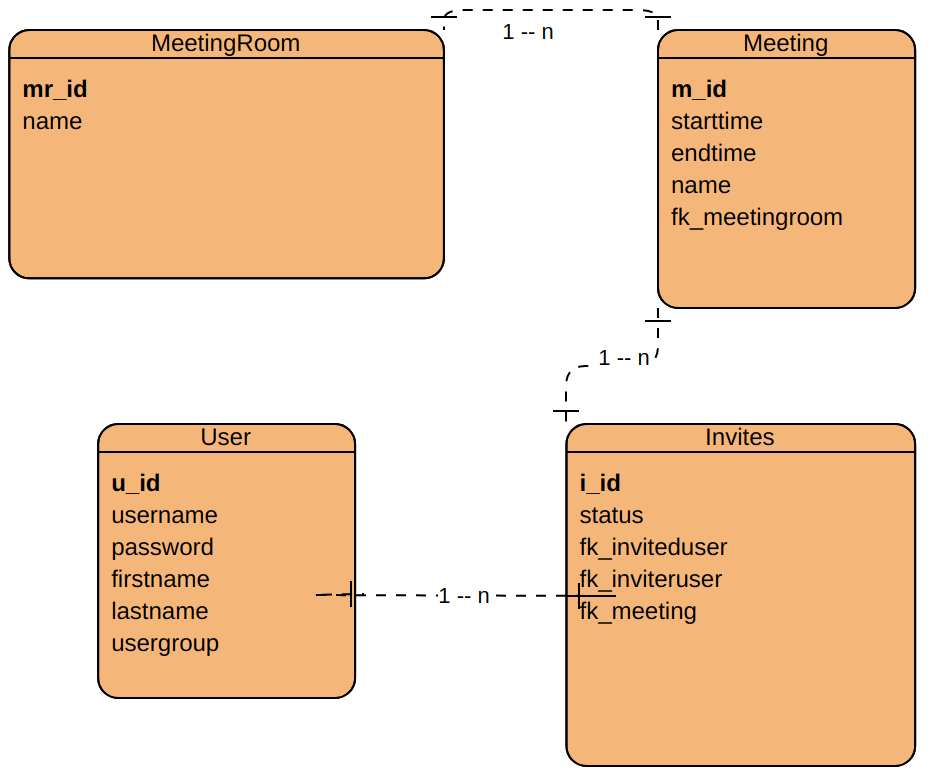 MeetingRoom
mr_id
name
1 -- n
Meeting
m_id
starttime
endtime
name
fk_meetingroom
1 -- n
User
u_id
username
password
firstname
lastname
usergroup
1 -- n
Invites
i_id
status
fk_inviteduser
fk_inviteruser
fk_meeting